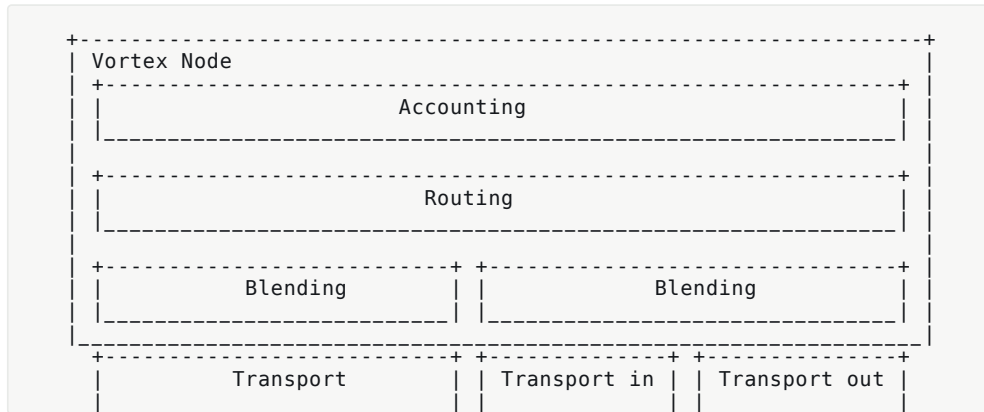 Vortex Node
Accounting
Routing
Blending Blending
Transport Transport in Transport out